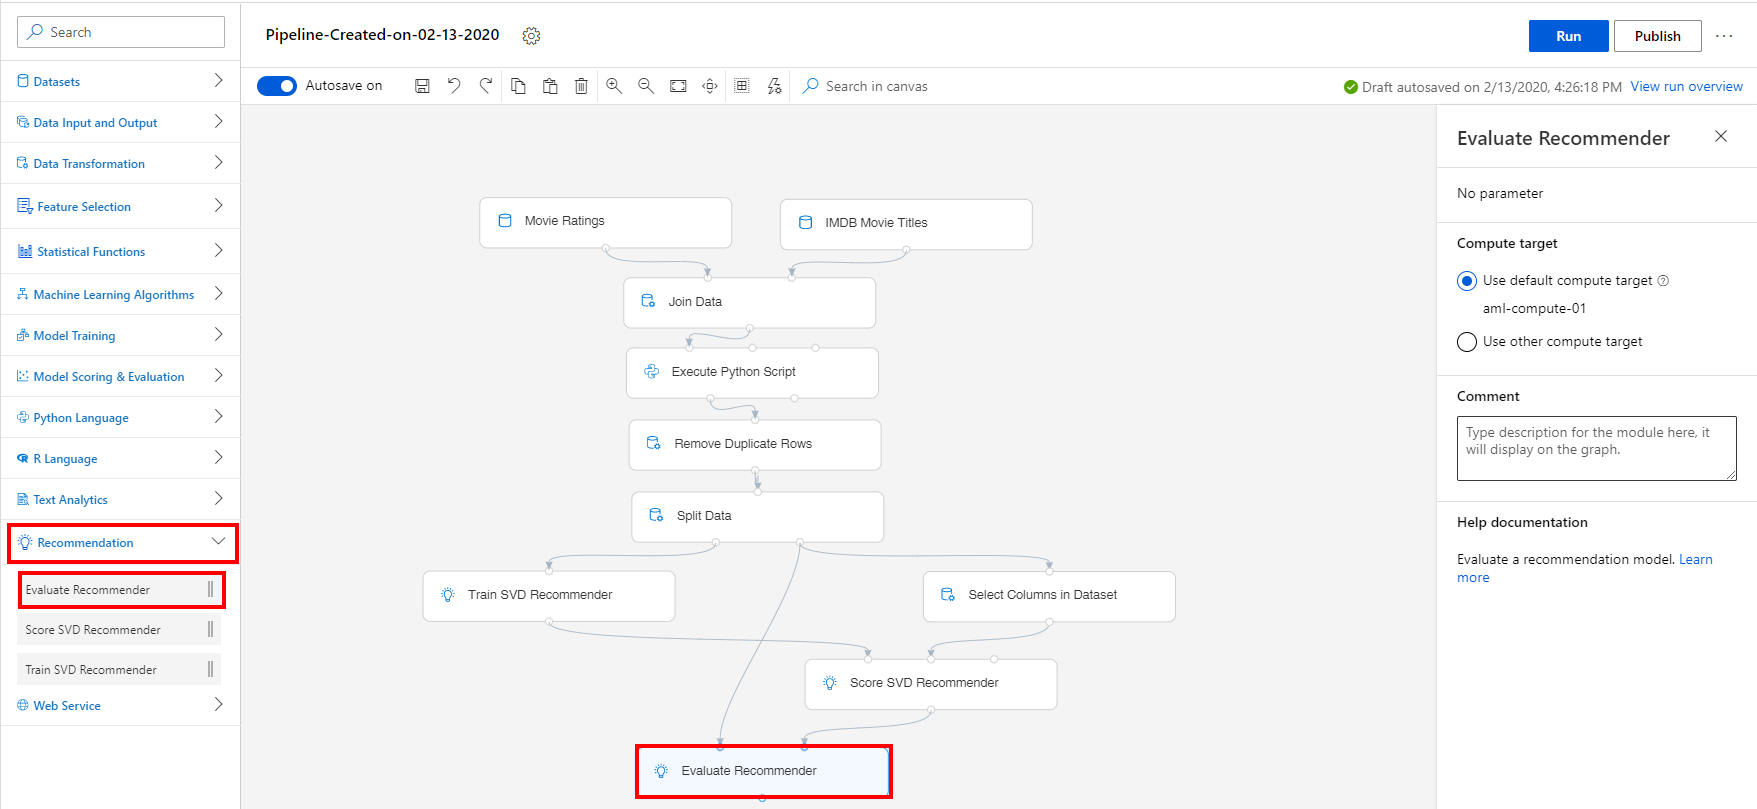 Search
Datasets
Data Input and Output
Data Transformation
Feature Selection
Statistical Functions
Machine Learning Algorithms
Model Training
Model Scoring & Evaluation
Python Language
R Language
Text Analytics
Recommendation
Evaluate Recommender
Score SVD Recommender
Train SVD Recommender
Web Service
Pipeline-Created-on-02-13-2020
Run
Publish
Autosave on
Search in canvas
Draft autosaved on 2/13/2020, 4:26:18 PM
View run overview
Movie Ratings
IMDB Movie Titles
Join Data
Execute Python Script
Remove Duplicate Rows
Split Data
Train SVD Recommender
Select Columns in Dataset
Score SVD Recommender
Evaluate Recommender
Evaluate Recommender
No parameter
Compute target
Use default compute target
aml-compute-01
Use other compute target
Comment
Type description for the module here, it
will display on the graph.
Help documentation
Evaluate a recommendation model. Learn
more